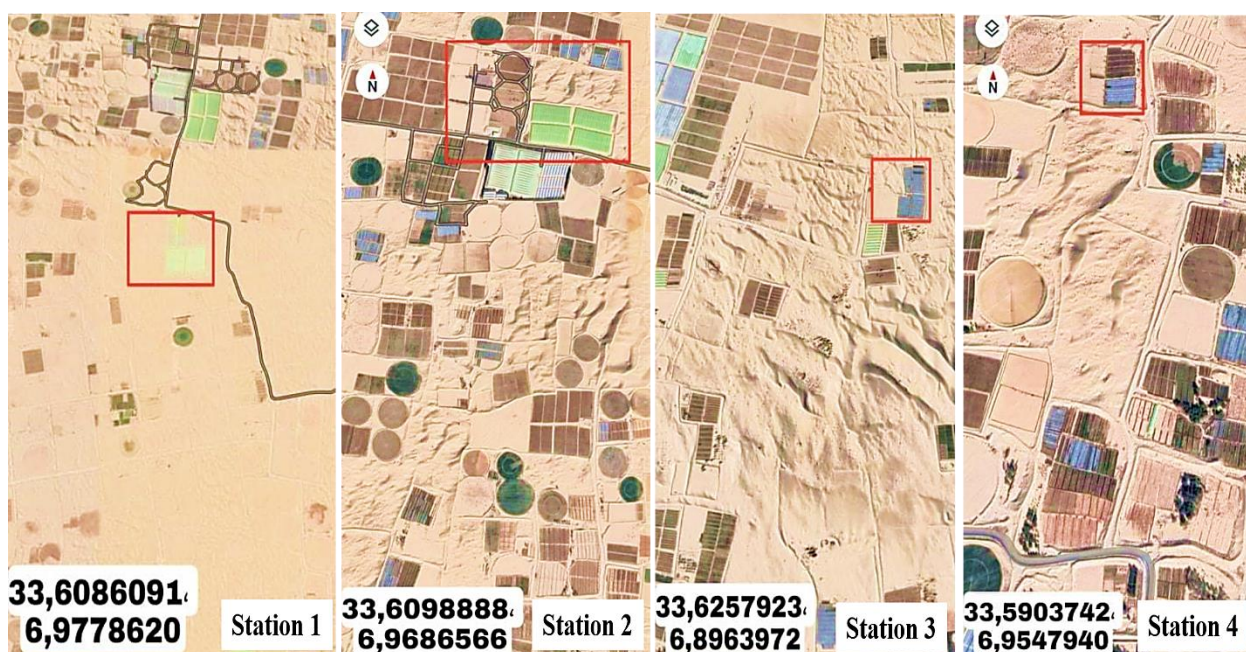 N
N
33,6086091،
6,9778620
Station 1
33,6098888،
6,9686566
Station 2
33,6257923،
6,8963972
Station 3
33,5903742،
6,9547940
Station 4